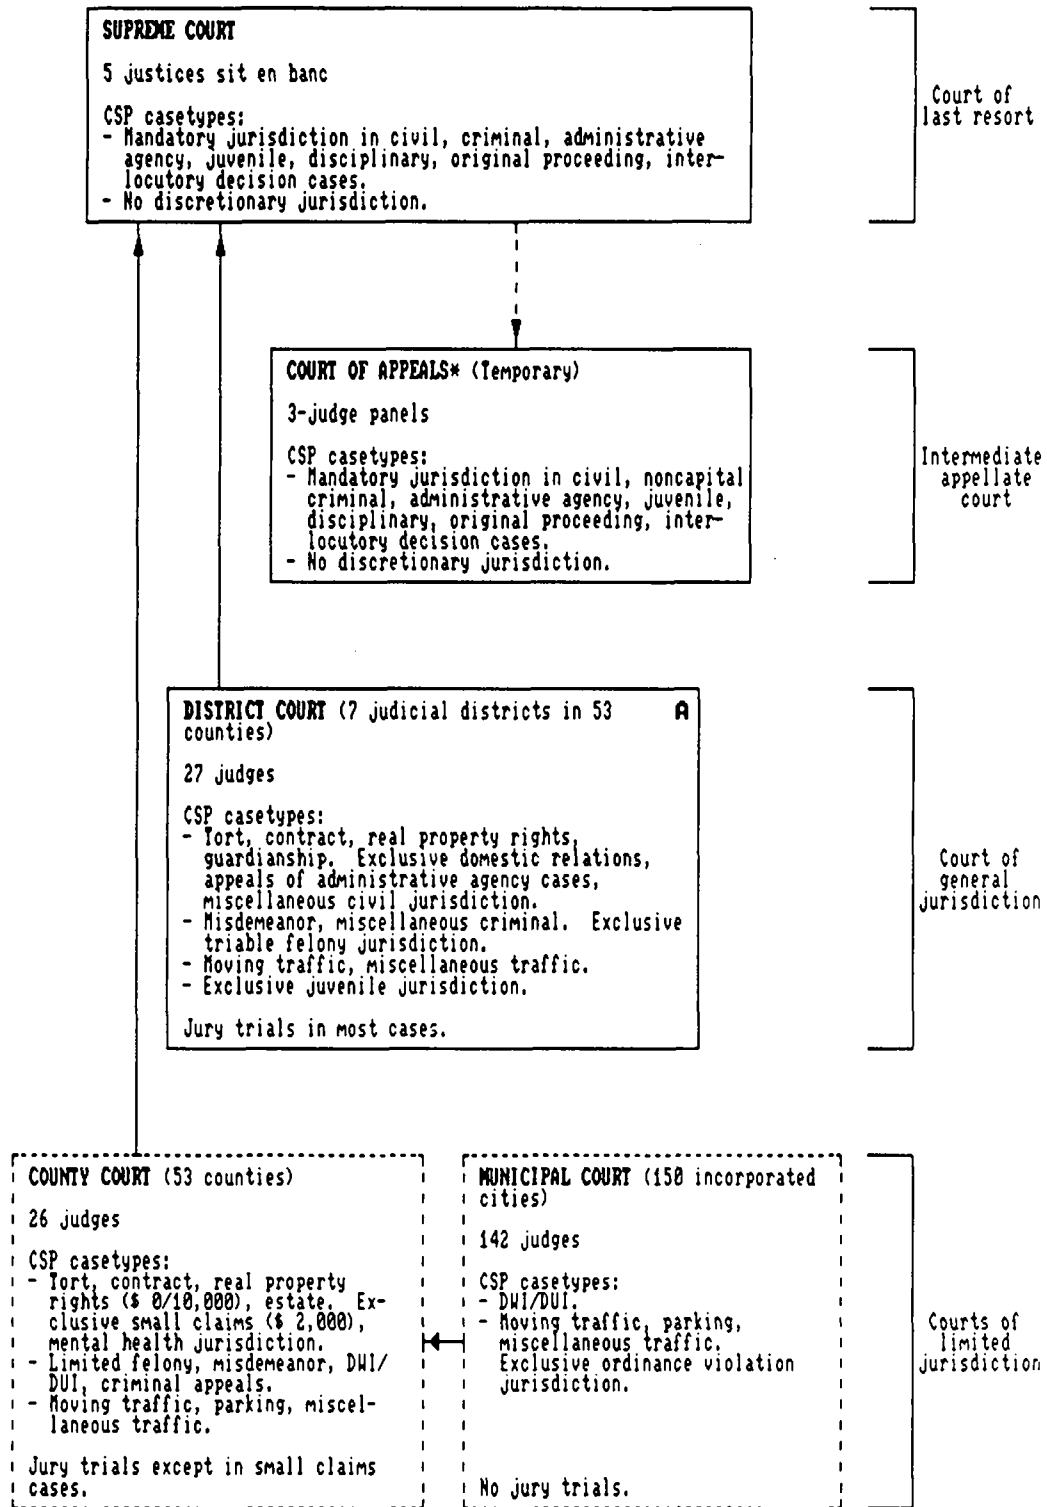 SUPREME COURT
5 justices sit en banc
CSP casetypes:
- Mandatory jurisdiction in civil, criminal, administrative
agency, juvenile, disciplinary, original proceeding, inter-
locutory decision cases.
- No discretionary jurisdiction.
Court of
last resort
COURT OF APPEALS* (Temporary)
3-judge panels
CSP casetypes:
- Mandatory jurisdiction in civil, noncapital
criminal, administrative agency, juvenile,
disciplinary, original proceeding, inter-
locutory decision cases.
- No discretionary jurisdiction.
Intermediate
appellate
court
DISTRICT COURT (7 judicial districts in 53 A
counties)
27 judges
CSP casetypes:
- Tort, contract, real property rights,
guardianship. Exclusive domestic relations,
appeals of administrative agency cases,
miscellaneous civil jurisdiction.
- Misdemeanor, miscellaneous criminal. Exclusive
triable felony jurisdiction.
- Moving traffic, miscellaneous traffic.
- Exclusive juvenile jurisdiction.
Jury trials in most cases.
Court of
general
jurisdiction
COUNTY COURT (53 counties)
26 judges
CSP casetypes:
- Tort, contract, real property
rights ($ 0/10,000), estate. Ex-
clusive small claims ($ 2,000),
mental health jurisdiction.
- Limited felony, misdemeanor, DWI/
DUI, criminal appeals.
- Moving traffic, parking, miscel-
laneous traffic.
Jury trials except in small claims
cases.
MUNICIPAL COURT (150 incorporated
cities)
142 judges
CSP casetypes:
- DWI/DUI.
- Moving traffic, parking,
miscellaneous traffic.
Exclusive ordinance violation
jurisdiction.
No jury trials.
Courts of
limited
jurisdiction